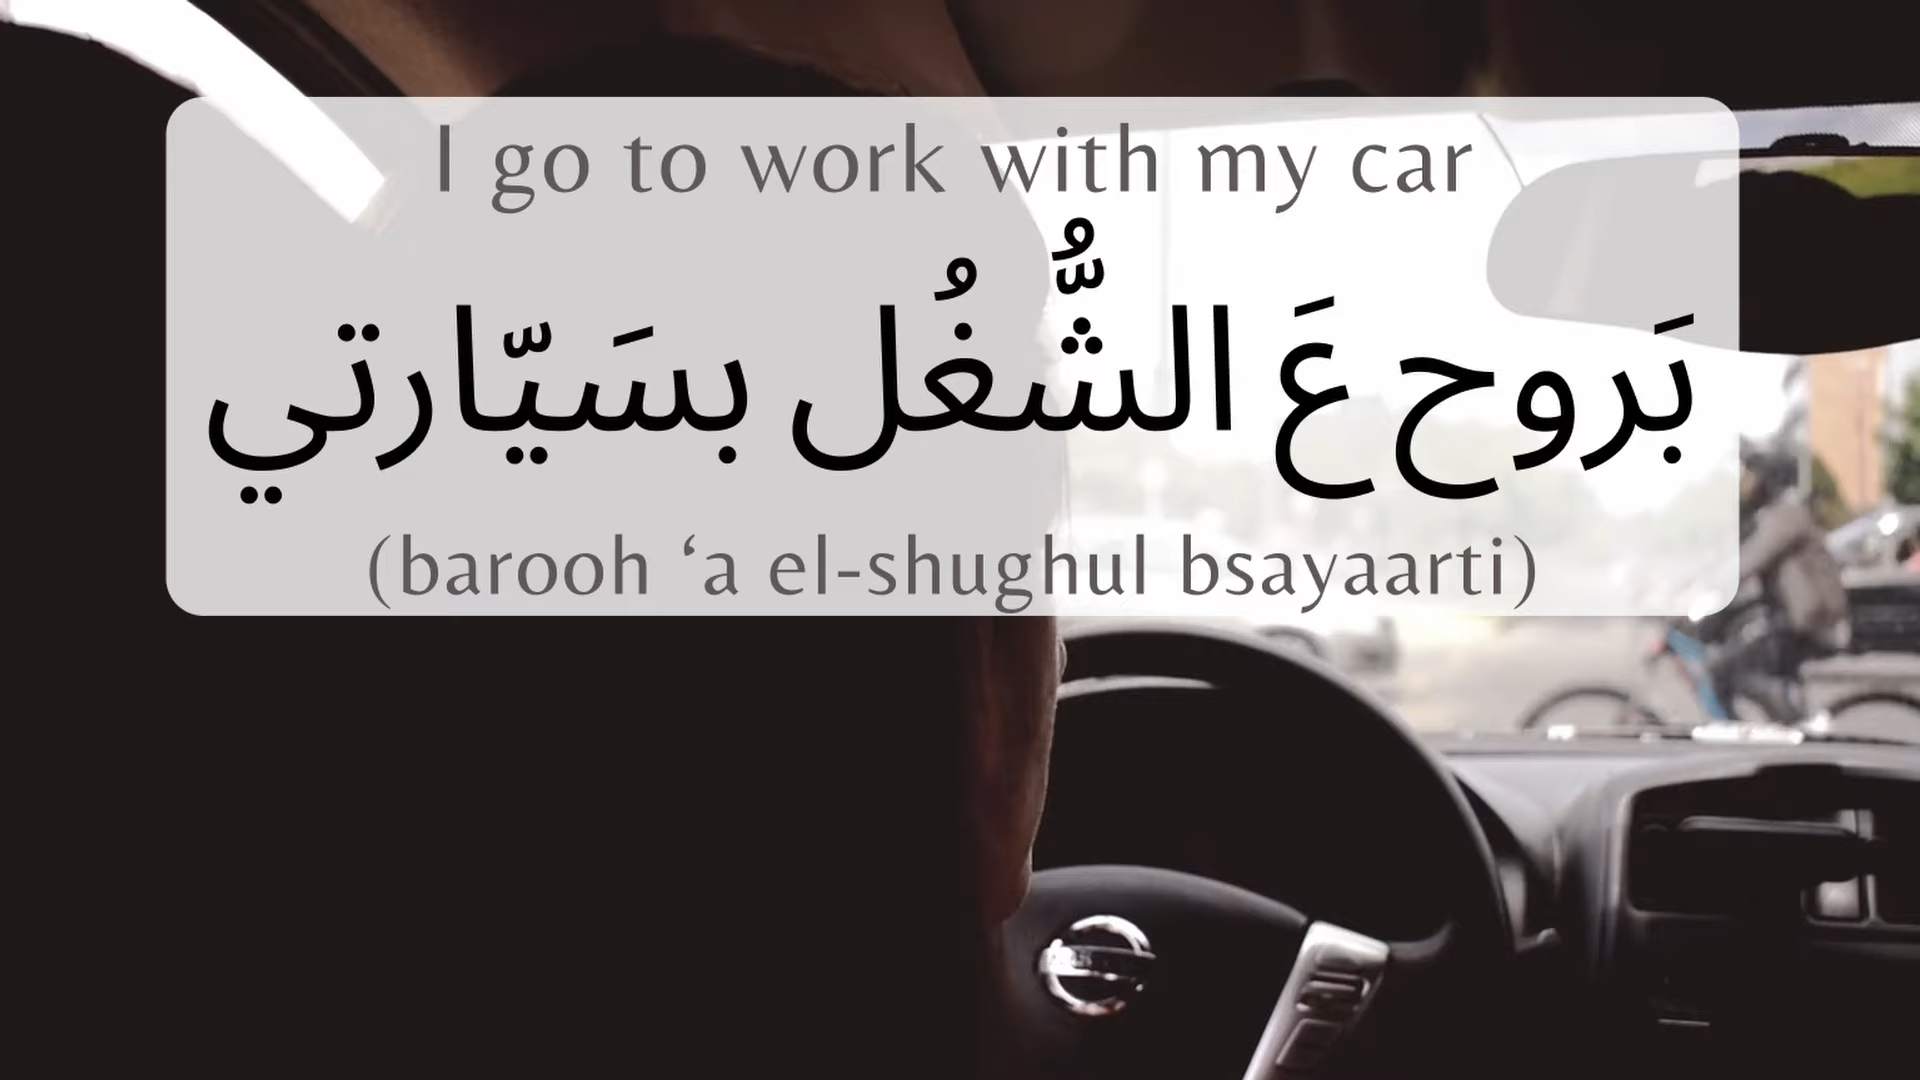 I go to work with my car
بَروح عَ الشُّغُل بسَيّارتي
(barooh ‘a el-shughul bsayaarti)